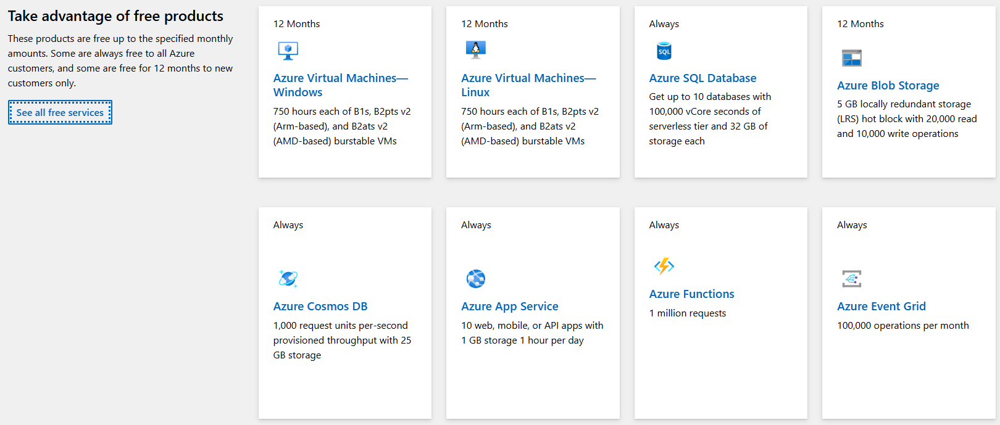 Take advantage of free products
These products are free up to the specified monthly
amounts. Some are always free to all Azure
customers, and some are free for 12 months to new
customers only.
See all free services
12 Months
Azure Virtual Machines—
Windows
750 hours each of B1s, B2pts v2
(Arm-based), and B2ats v2
(AMD-based) burstable VMs
12 Months
Azure Virtual Machines—
Linux
750 hours each of B1s, B2pts v2
(Arm-based), and B2ats v2
(AMD-based) burstable VMs
Always
SQL
Azure SQL Database
Get up to 10 databases with
100,000 vCore seconds of
serverless tier and 32 GB of
storage each
12 Months
Azure Blob Storage
5 GB locally redundant storage
(LRS) hot block with 20,000 read
and 10,000 write operations
Always
Azure Cosmos DB
1,000 request units per-second
provisioned throughput with 25
GB storage
Always
Azure App Service
10 web, mobile, or API apps with
1 GB storage 1 hour per day
Always
Azure Functions
1 million requests
Always
Azure Event Grid
100,000 operations per month